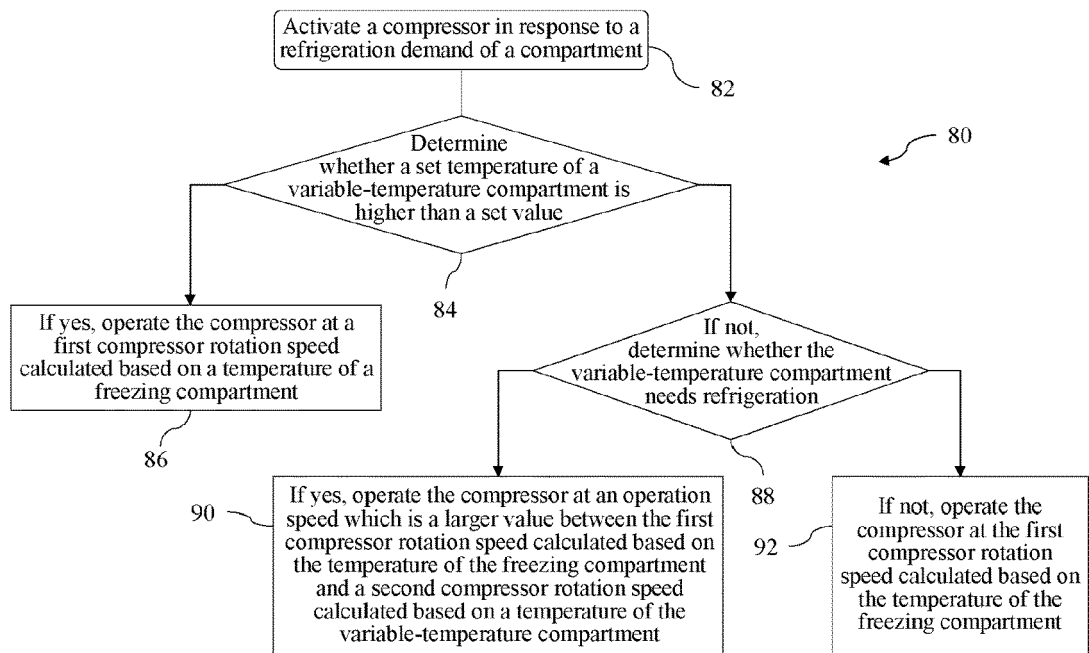 Activate a compressor in response to a
refrigeration demand of a compartment
82
Determine
whether a set temperature of a
variable-temperature compartment is
higher than a set value
80
84
If yes, operate the compressor at a
first compressor rotation speed
calculated based on a temperature of a
freezing compartment
86
If not,
determine whether the
variable-temperature compartment
needs refrigeration
88
90
If yes, operate the compressor at an operation
speed which is a larger value between the first
compressor rotation speed calculated based on
the temperature of the freezing compartment
and a second compressor rotation speed
calculated based on a temperature of the
variable-temperature compartment
92
If not, operate the
compressor at the first
compressor rotation
speed calculated based on
the temperature of the
freezing compartment